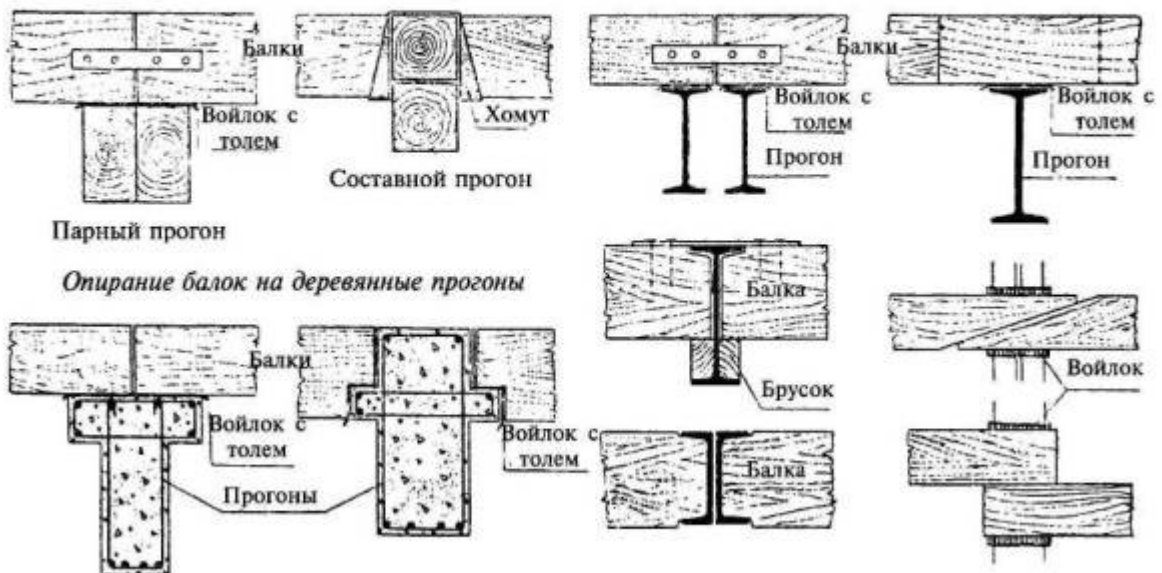 Балки
Войлок с
толем
Парный прогон
Хомут
Составной прогон
Опирание балок на деревянные прогоны
Балки
Войлок с
толем
Прогон
Войлок с
толем
Прогон
Балки
Войлок с
толем
Прогоны
Войлок с
толем
Балка
Брусок
Балка
Войлок